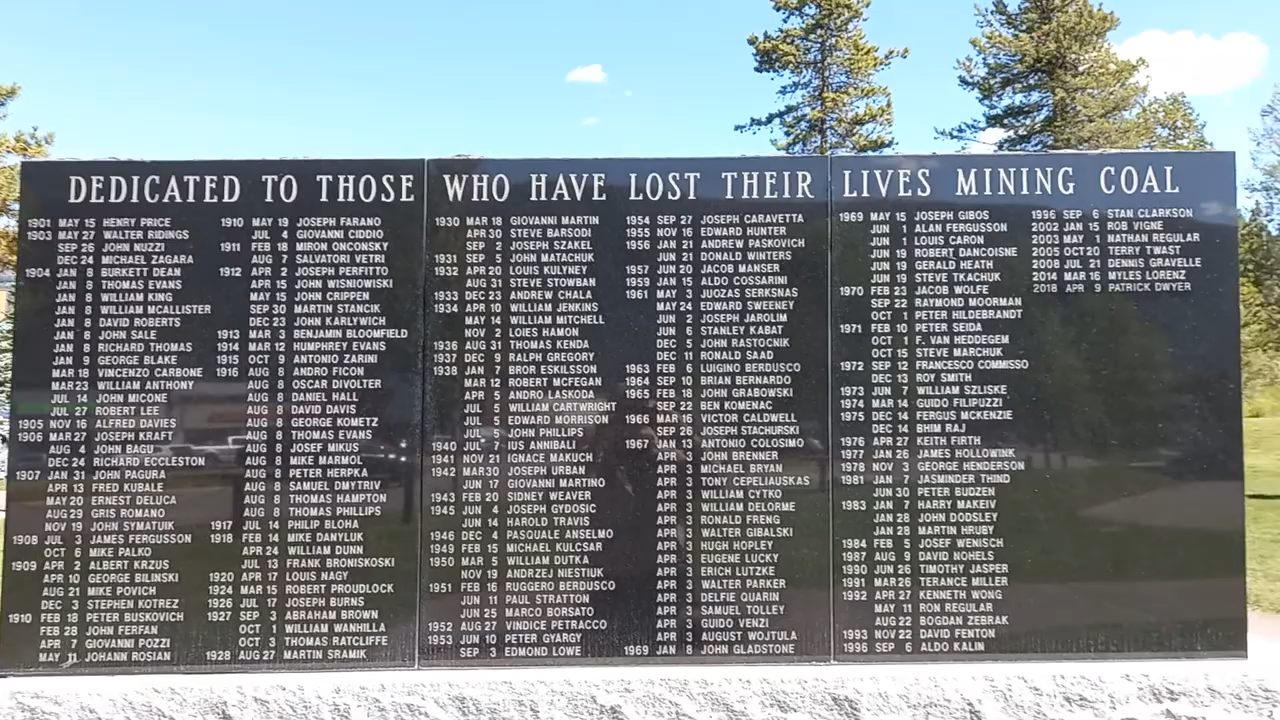 DEDICATED TO THOSE WHO HAVE LOST THEIR LIVES MINING COAL
1901 MAY 15 HENRY PRICE
1903 MAY 27 WALTER RIDINGS
SEP 26 JOHN NUZZI
DEC 24 MICHAEL ZAGARA
1904 JAN 8 BURKETT DEAN
JAN 8 THOMAS EVANS
JAN 8 WILLIAM KING
JAN 8 WILLIAM MCALLISTER
JAN 8 DAVID ROBERTS
JAN 8 JOHN SALE
JAN 8 RICHARD THOMAS
JAN 9 GEORGE BLAKE
MAR 18 VINCENZO CARBONE
MAR 23 WILLIAM ANTHONY
JUL 14 JOHN MICONE
JUL 27 ROBERT LEE
1905 NOV 16 ALFRED DAVIES
1906 MAR 27 JOSEPH KRAFT
AUG 4 JOHN BAGU
DEC 24 RICHARD ECCLESTON
1907 JAN 31 JOHN PAGURA
APR 13 FRED KUBALE
MAY 20 ERNEST DELUCA
AUG 29 GRIS ROMANO
NOV 19 JOHN SYMATUIK
1908 JUL 3 JAMES FERGUSSON
OCT 6 MIKE PALKO
1909 APR 2 ALBERT KRZUS
APR 10 GEORGE BILINSKI
AUG 21 MIKE POVICH
DEC 3 STEPHEN KOTREZ
1910 FEB 18 PETER BUSKOVICH
FEB 28 JOHN FERFAN
APR 7 GIOVANNI POZZI
MAY 11 JOHANN ROSIAN
1910 MAY 19 JOSEPH FARANO
JUL 4 GIOVANNI CIDDIO
1911 FEB 18 MIRON ONCONSKY
AUG 7 SALVATORI VETRI
1912 APR 2 JOSEPH PERFITTO
APR 15 JOHN WISNIOWSKI
MAY 15 JOHN CRIPPEN
SEP 30 MARTIN STANCIK
DEC 23 JOHN KARLYWICH
1913 MAR 3 BENJAMIN BLOOMFIELD
1914 MAR 12 HUMPHREY EVANS
1915 OCT 9 ANTONIO ZARINI
1916 AUG 8 ANDRO FICON
AUG 8 OSCAR DIVOLTER
AUG 8 DANIEL HALL
AUG 8 DAVID DAVIS
AUG 8 GEORGE KOMETZ
AUG 8 THOMAS EVANS
AUG 8 JOSEF MIKUS
AUG 8 MIKE MARMOL
AUG 8 PETER HERPKA
AUG 8 SAMUEL DMYTRIV
AUG 8 THOMAS HAMPTON
AUG 8 THOMAS PHILLIPS
1917 JUL 14 PHILIP BLOHA
1918 FEB 14 MIKE DANYLUK
APR 24 WILLIAM DUNN
JUL 13 FRANK BRONISKOSKI
1920 APR 17 LOUIS NAGY
1924 MAR 15 ROBERT PROUDLOCK
1926 JUL 17 JOSEPH BURNS
1927 SEP 3 ABRAHAM BROWN
OCT 1 WILLIAM WANHILLA
OCT 3 THOMAS RATCLIFFE
1928 AUG 27 MARTIN SRAMIK
1930 MAR 18 GIOVANNI MARTIN
APR 30 STEVE BARSODI
SEP 2 JOSEPH SZAKEL
1931 SEP 5 JOHN MATACHUK
1932 APR 20 LOUIS KULYNEY
AUG 31 STEVE STOWBAN
1933 DEC 23 ANDREW CHALA
1934 APR 10 WILLIAM JENKINS
MAY 14 WILLIAM MITCHELL
NOV 2 LOIES HAMON
1936 AUG 31 THOMAS KENDA
1937 DEC 9 RALPH GREGORY
1938 JAN 7 BROR ESKILSSON
MAR 12 ROBERT MCFEGAN
APR 5 ANDRO LASKODA
JUL 5 WILLIAM CARTWRIGHT
JUL 5 EDWARD MORRISON
JUL 5 JOHN PHILLIPS
1940 JUL 7 IUS ANNIBALI
1941 NOV 21 IGNACE MAKUCH
1942 MAR 30 JOSEPH URBAN
JUN 17 GIOVANNI MARTINO
1943 FEB 20 SIDNEY WEAVER
1945 JUN 4 JOSEPH GYDOSIC
JUN 14 HAROLD TRAVIS
1946 DEC 4 PASQUALE ANSELMO
1949 FEB 15 MICHAEL KULCSAR
1950 MAR 5 WILLIAM DUTKA
NOV 19 ANDRZEJ NIESTIUK
1951 FEB 16 RUGGERO BERDUSCO
JUN 11 PAUL STRATTON
JUN 25 MARCO BORSATO
1952 AUG 27 VINDICE PETRACCO
1953 JUN 10 PETER GYARGY
SEP 3 EDMOND LOWE
1954 SEP 27 JOSEPH CARAVETTA
1955 NOV 16 EDWARD HUNTER
1956 JAN 21 ANDREW PASKOVICH
JUN 21 DONALD WINTERS
1957 JUN 20 JACOB MANSER
1959 JAN 15 ALDO COSSARINI
1961 MAY 3 JUOZAS SERKSNAS
MAY 24 EDWARD SWEENEY
JUN 2 JOSEPH JAROLIM
JUN 6 STANLEY KABAT
DEC 5 JOHN RASTOCNIK
DEC 11 RONALD SAAD
1963 FEB 6 LUIGINO BERDUSCO
1964 SEP 10 BRIAN BERNARDO
1965 FEB 18 JOHN GRABOWSKI
SEP 22 BEN KOMENAC
1966 MAR 16 VICTOR CALDWELL
SEP 26 JOSEPH STACHURSKI
1967 JAN 13 ANTONIO COLOSIMO
APR 3 JOHN BRENNER
APR 3 MICHAEL BRYAN
APR 3 TONY CEPELIAUSKAS
APR 3 WILLIAM CYTKO
APR 3 WILLIAM DELORME
APR 3 RONALD FRENG
APR 3 WALTER GIBALSKI
APR 3 HUGH HOPLEY
APR 3 EUGENE LUCKY
APR 3 ERICH LUTZKE
APR 3 WALTER PARKER
APR 3 DELFIE QUARIN
APR 3 SAMUEL TOLLEY
APR 3 GUIDO VENZI
APR 3 AUGUST WOJTULA
1969 JAN 8 JOHN GLADSTONE
1969 MAY 15 JOSEPH GIBOS
JUN 1 ALAN FERGUSSON
JUN 1 LOUIS CARON
JUN 19 ROBERT DANCOISNE
JUN 19 GERALD HEATH
JUN 19 STEVE TKACHUK
1970 FEB 23 JACOB WOLFE
SEP 22 RAYMOND MOORMAN
OCT 1 PETER HILDEBRANDT
1971 FEB 10 PETER SEIDA
OCT 1 F. VAN HEDDEGEM
OCT 15 STEVE MARCHUK
1972 SEP 12 FRANCESCO COMMISSO
DEC 13 ROY SMITH
1973 JUN 7 WILLIAM SZLISKE
1974 MAR 14 GUIDO FILIPUZZI
1975 DEC 14 FERGUS MCKENZIE
DEC 14 BHIM RAJ
1976 APR 27 KEITH FIRTH
1977 JAN 26 JAMES HOLLOWINK
1978 NOV 3 GEORGE HENDERSON
1981 JAN 7 JASMINDER THIND
JUN 30 PETER BUDZEN
1983 JAN 7 HARRY MAKEIV
JAN 28 JOHN DODSLEY
JAN 28 MARTIN HRUBY
1984 FEB 5 JOSEF WENISCH
1987 AUG 9 DAVID NOHELS
1990 JUN 26 TIMOTHY JASPER
1991 MAR 26 TERANCE MILLER
1992 APR 27 KENNETH WONG
MAY 11 RON REGULAR
AUG 22 BOGDAN ZEBRAK
1993 NOV 22 DAVID FENTON
1996 SEP 6 ALDO KALIN
1996 SEP 6 STAN CLARKSON
2002 JAN 15 ROB VIGNE
2003 MAY 1 NATHAN REGULAR
2005 OCT 20 TERRY TWAST
2008 JUL 21 DENNIS GRAVELLE
2014 MAR 16 MYLES LORENZ
2018 APR 9 PATRICK DWYER